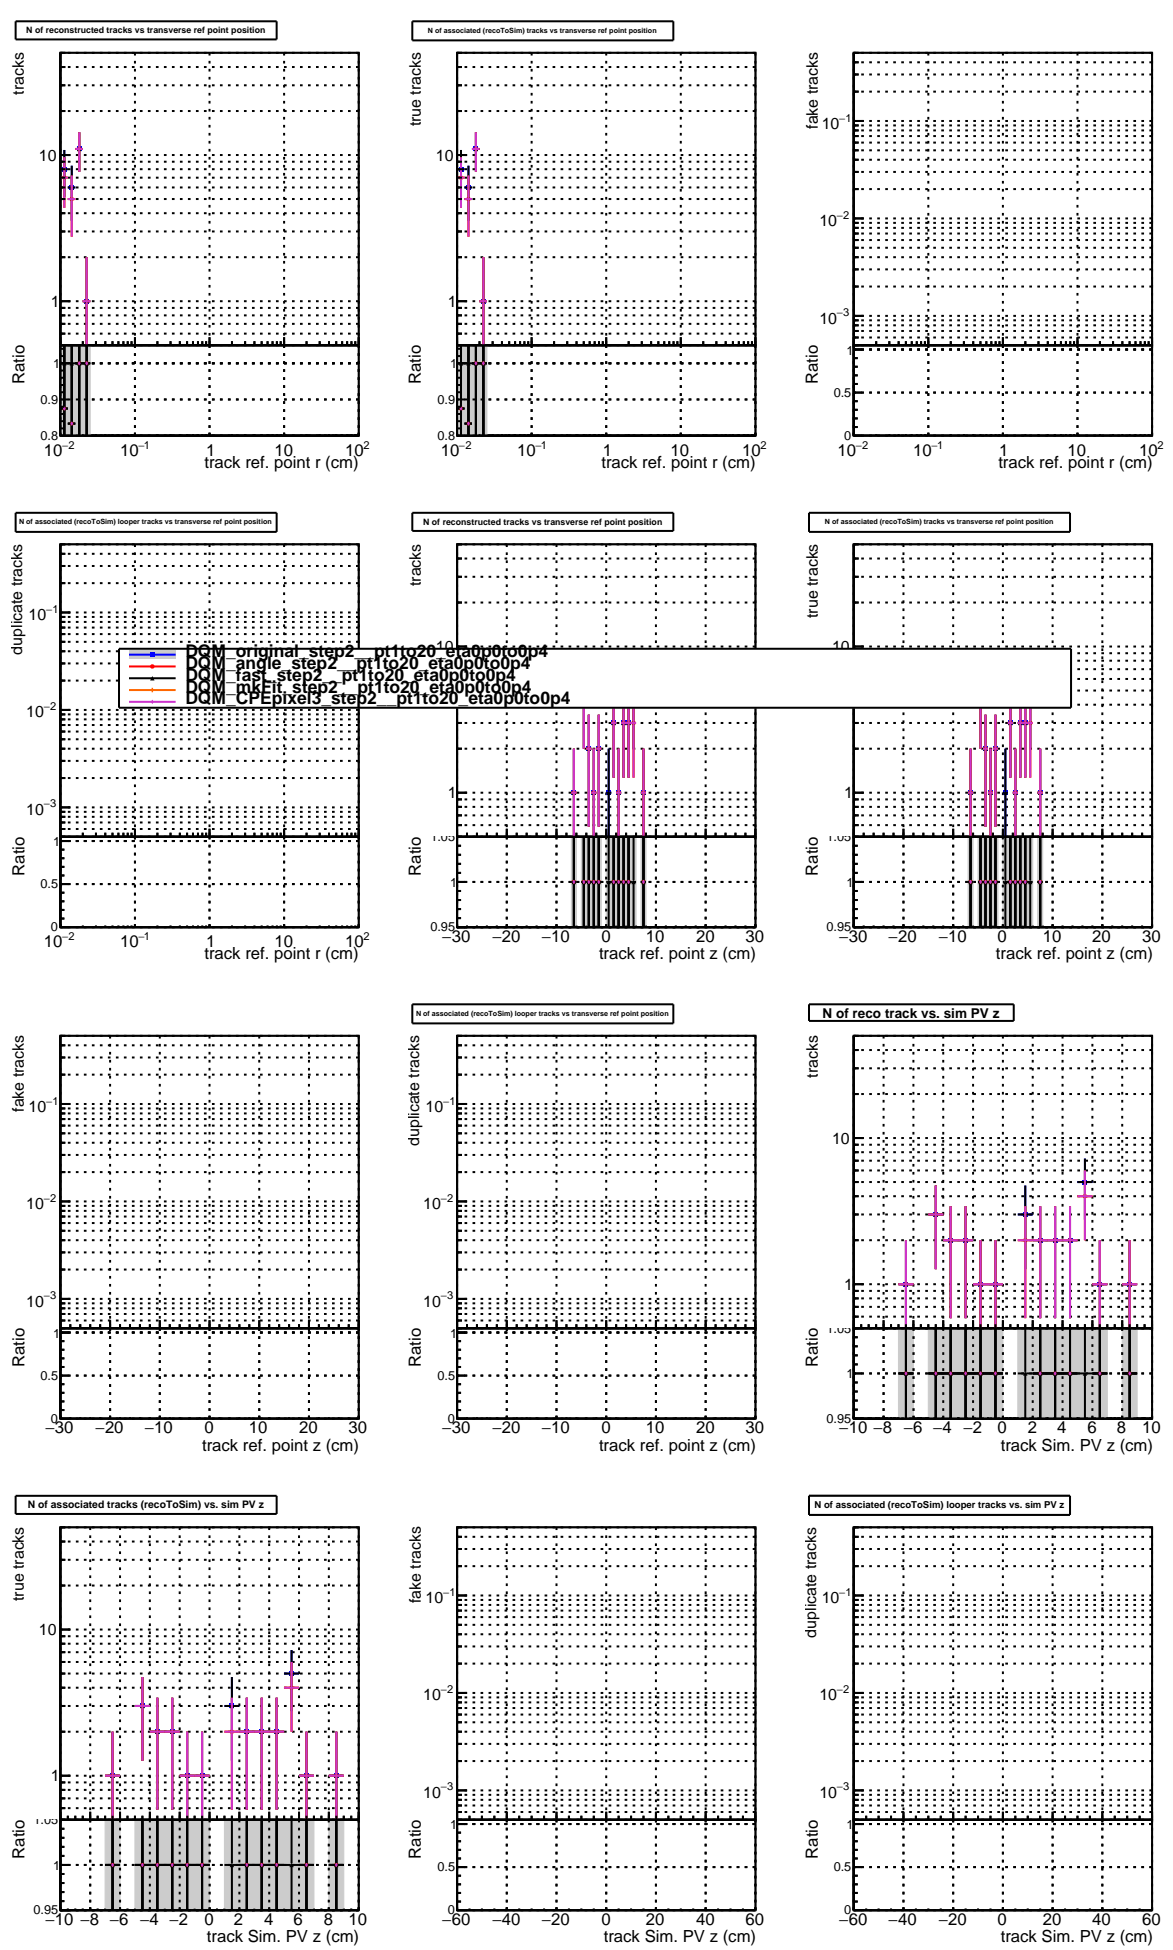 N of reconstructed tracks vs transverse ref point position
tracks
10
1
Ratio
1
0.9
0.8
10⁻² 10⁻¹ 1 10 10²
track ref. point r (cm)
N of associated (recoToSim) tracks vs transverse ref point position
true tracks
10
1
Ratio
1
0.9
0.8
10⁻² 10⁻¹ 1 10 10²
track ref. point r (cm)
fake tracks
10⁻¹
10⁻²
10⁻³
Ratio
1
0.5
0
10⁻² 10⁻¹ 1 10 10²
track ref. point r (cm)
N of associated (recoToSim) looper tracks vs transverse ref point position
duplicate tracks
10⁻¹
10⁻²
10⁻³
Ratio
1
0.5
0
10⁻² 10⁻¹ 1 10 10²
track ref. point r (cm)
N of reconstructed tracks vs transverse ref point position
tracks
10
1
Ratio
1.05
1
0.95
−30 −20 −10 0 10 20 30
track ref. point z (cm)
N of associated (recoToSim) tracks vs transverse ref point position
true tracks
10
1
Ratio
1.05
1
0.95
−30 −20 −10 0 10 20 30
track ref. point z (cm)
DQM_original_step2__pt1to20_eta0p0to0p4
DQM_angle_step2__pt1to20_eta0p0to0p4
DQM_fast_step2__pt1to20_eta0p0to0p4
DQM_mkFit_step2__pt1to20_eta0p0to0p4
DQM_CPEpixel3_step2__pt1to20_eta0p0to0p4
fake tracks
10⁻¹
10⁻²
10⁻³
Ratio
1
0.5
0
−30 −20 −10 0 10 20 30
track ref. point z (cm)
N of associated (recoToSim) looper tracks vs transverse ref point position
duplicate tracks
10⁻¹
10⁻²
10⁻³
Ratio
1
0.5
0
−30 −20 −10 0 10 20 30
track ref. point z (cm)
N of reco track vs. sim PV z
tracks
10
1
Ratio
1.05
1
0.95
−10 −8 −6 −4 −2 0 2 4 6 8 10
track Sim. PV z (cm)
N of associated tracks (recoToSim) vs. sim PV z
true tracks
10
1
Ratio
1.05
1
0.95
−10 −8 −6 −4 −2 0 2 4 6 8 10
track Sim. PV z (cm)
fake tracks
10⁻¹
10⁻²
10⁻³
Ratio
1
0.5
0
−60 −40 −20 0 20 40 60
track Sim. PV z (cm)
N of associated (recoToSim) looper tracks vs. sim PV z
duplicate tracks
10⁻¹
10⁻²
10⁻³
Ratio
1
0.5
0
−60 −40 −20 0 20 40 60
track Sim. PV z (cm)